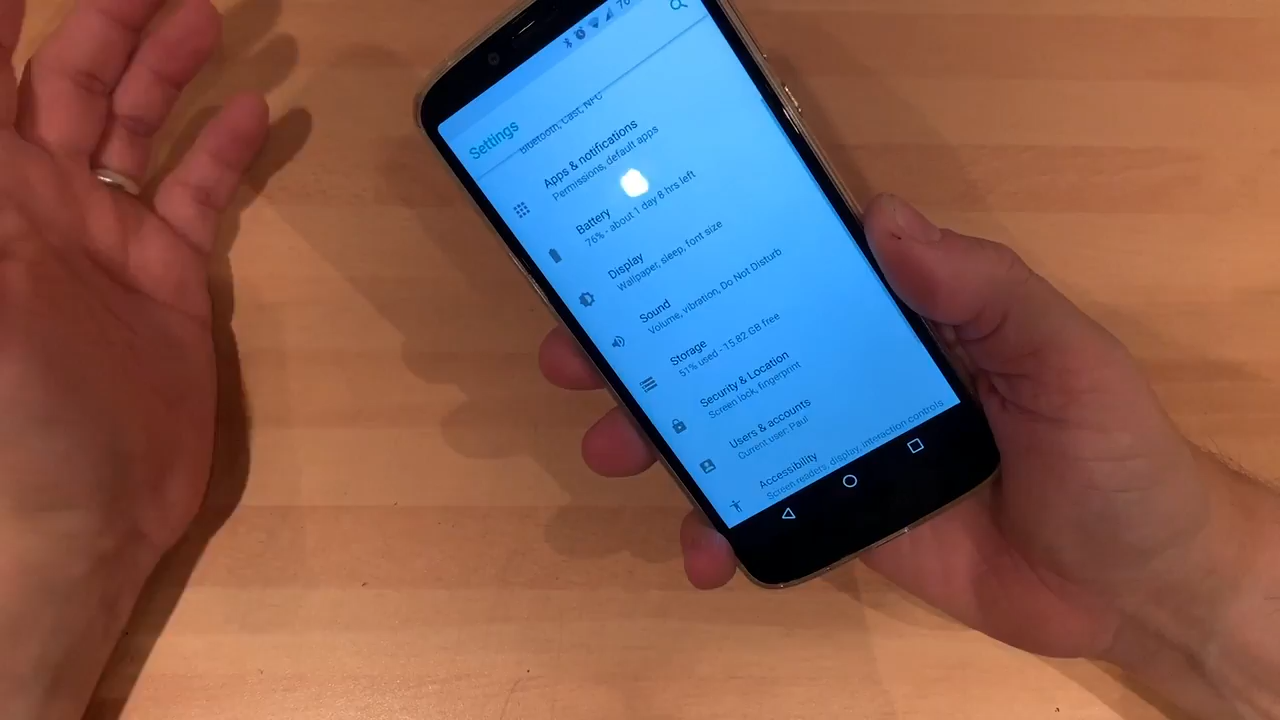 76
Settings
Bluetooth, Cast, NFC
Apps & notifications
Permissions, default apps
Battery
76% - about 1 day 8 hrs left
Display
Wallpaper, sleep, font size
Sound
Volume, vibration, Do Not Disturb
Storage
51% used - 15.82 GB free
Security & Location
Screen lock, fingerprint
Users & accounts
Current user: Paul
Accessibility
Screen readers, display, interaction controls